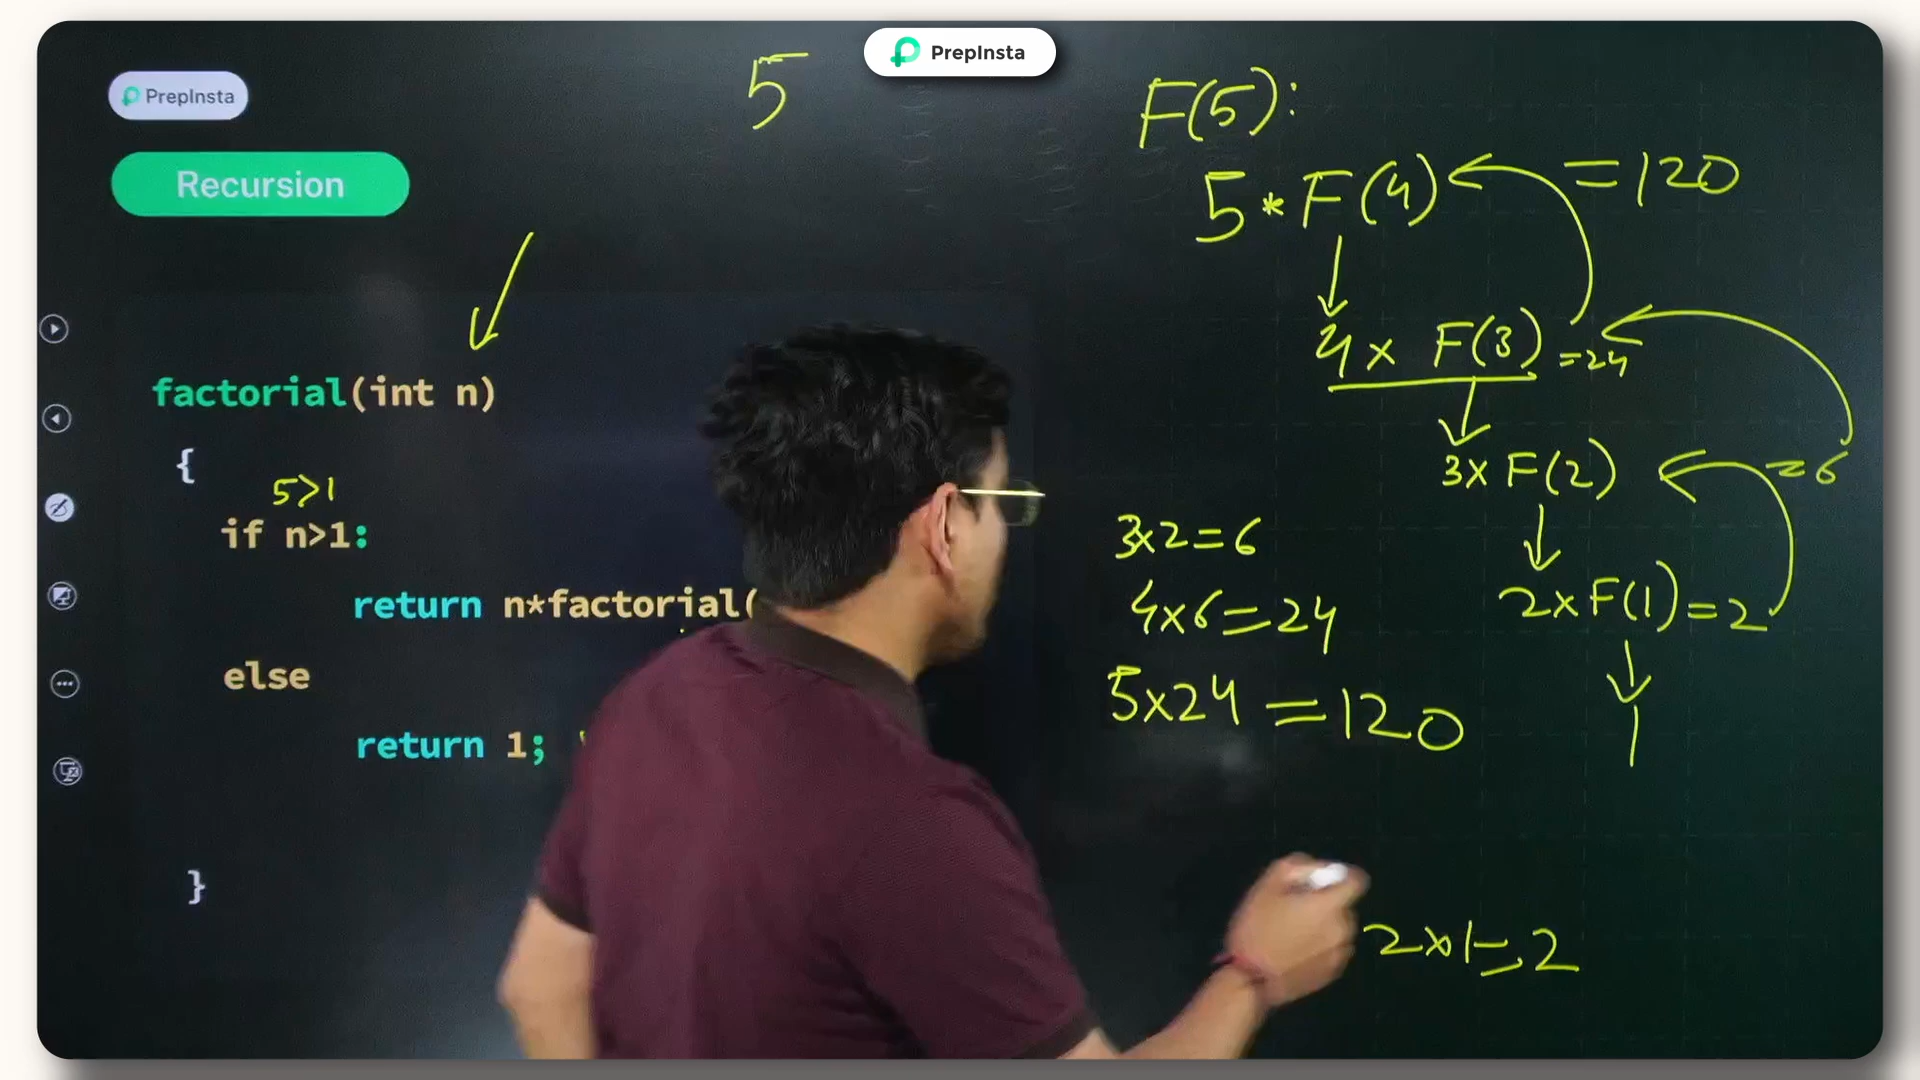 PrepInsta
PrepInsta
Recursion
5
factorial(int n)
{
5>1
if n>1:
return n*factorial(
else
return 1;
}
F(5):
5*F(4) =120
4x F(3) =24
3x F(2) =6
2xF(1)=2
1
3x2=6
4x6=24
5x24=120
2x1=2